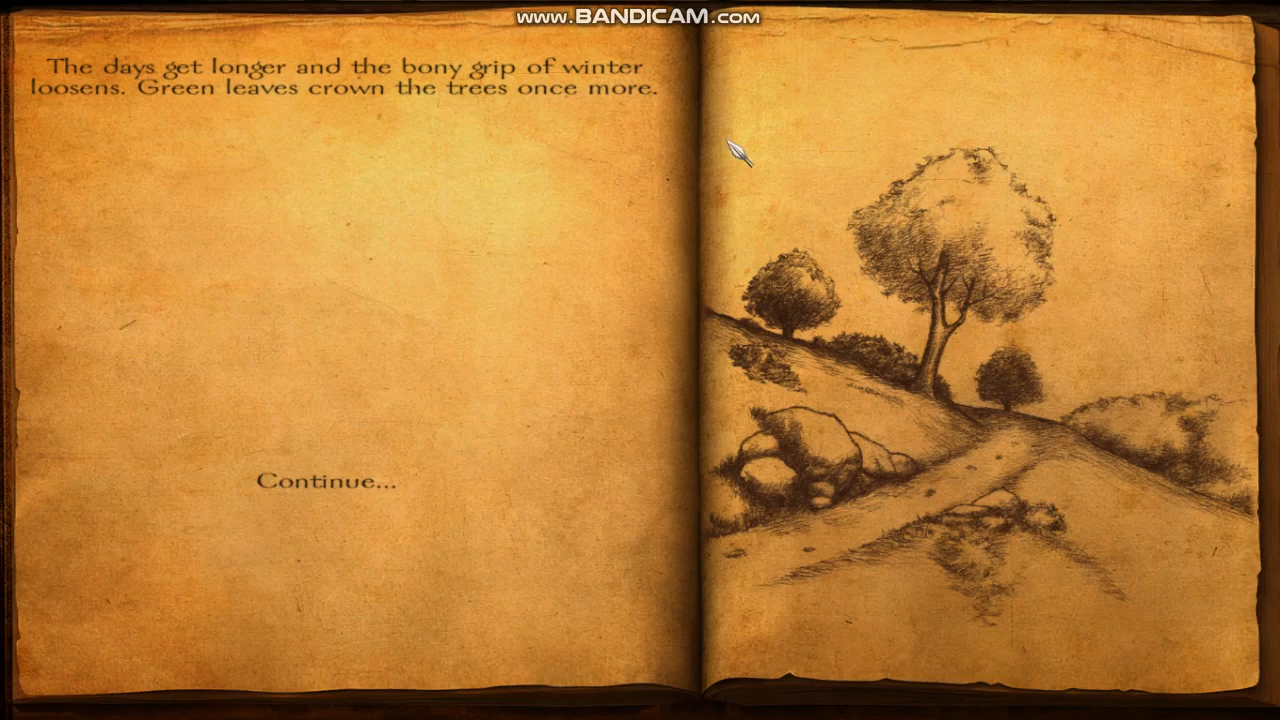 www.BANDICAM.com
The days get longer and the bony grip of winter
loosens. Green leaves crown the trees once more.
Continue...